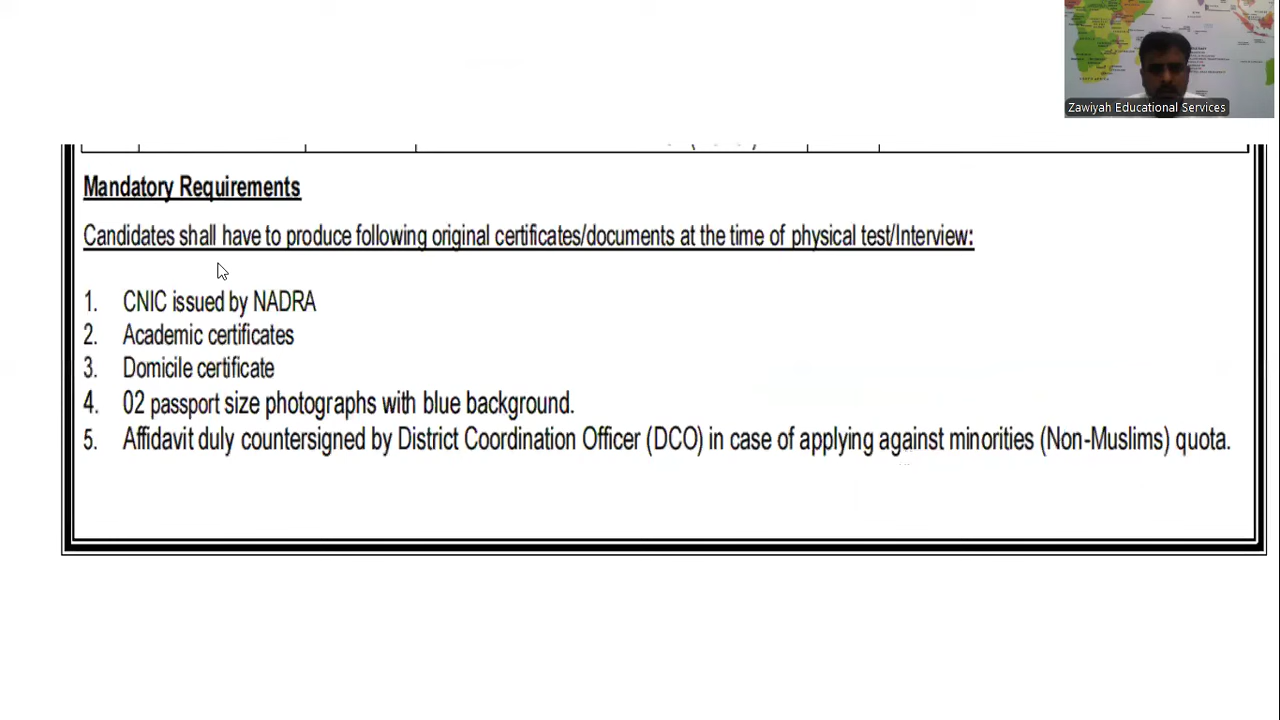 Zawiyah Educational Services
Mandatory Requirements
Candidates shall have to produce following original certificates/documents at the time of physical test/Interview:
1. CNIC issued by NADRA
2. Academic certificates
3. Domicile certificate
4. 02 passport size photographs with blue background.
5. Affidavit duly countersigned by District Coordination Officer (DCO) in case of applying against minorities (Non-Muslims) quota.